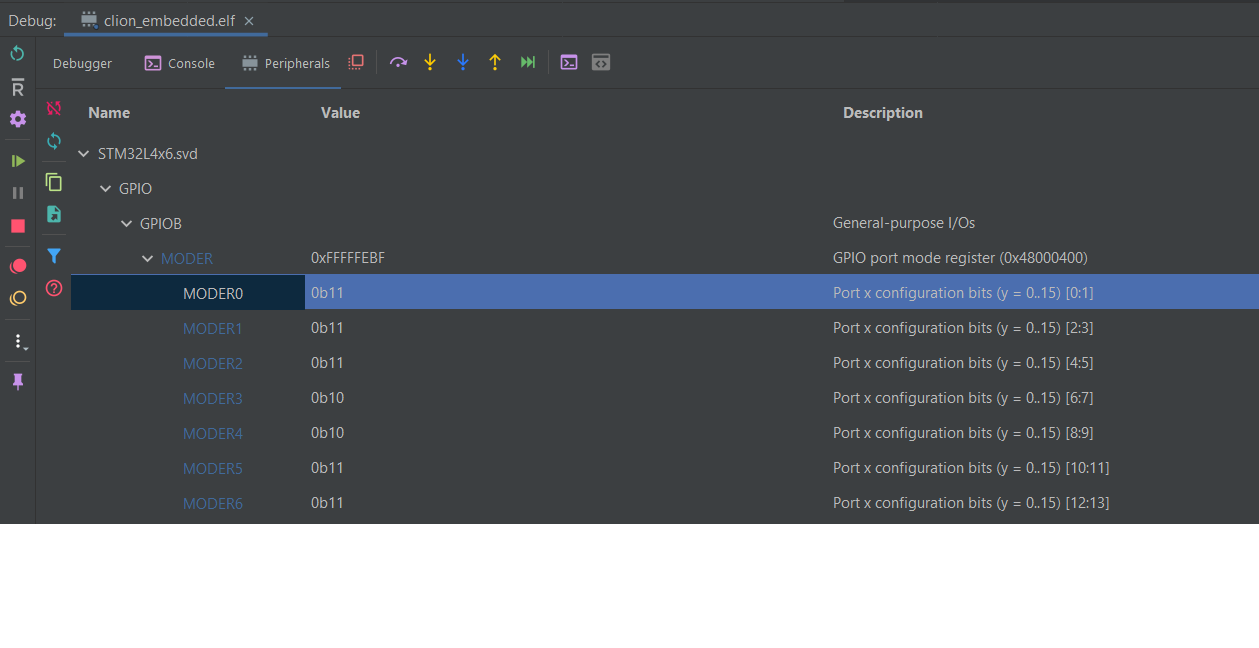 Debug: clion_embedded.elf
Debugger Console Peripherals
Name Value Description
STM32L4x6.svd
GPIO
GPIOB General-purpose I/Os
MODER 0xFFFFFEBF GPIO port mode register (0x48000400)
MODER0 0b11 Port x configuration bits (y = 0..15) [0:1]
MODER1 0b11 Port x configuration bits (y = 0..15) [2:3]
MODER2 0b11 Port x configuration bits (y = 0..15) [4:5]
MODER3 0b10 Port x configuration bits (y = 0..15) [6:7]
MODER4 0b10 Port x configuration bits (y = 0..15) [8:9]
MODER5 0b11 Port x configuration bits (y = 0..15) [10:11]
MODER6 0b11 Port x configuration bits (y = 0..15) [12:13]